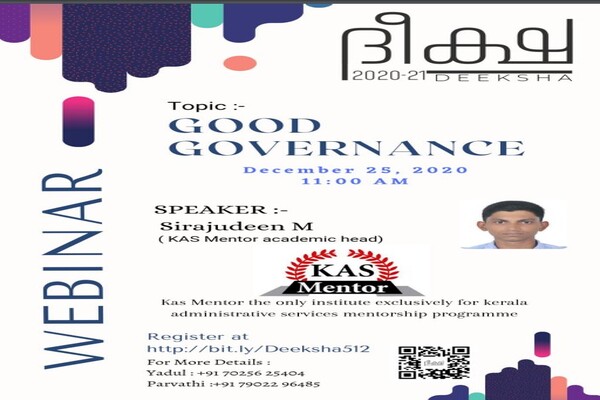 ദീക്ഷ
2020-21 DEEKSHA
Topic :-
GOOD
GOVERNANCE
December 25, 2020
11:00 AM
WEBINAR
SPEAKER :-
Sirajudeen M
( KAS Mentor academic head)
KAS
Mentor
Kas Mentor the only institute exclusively for kerala
administrative services mentorship programme
Register at
http://bit.ly/Deeksha512
For More Details :
Yadul : +91 70256 25404
Parvathi :+91 79022 96485